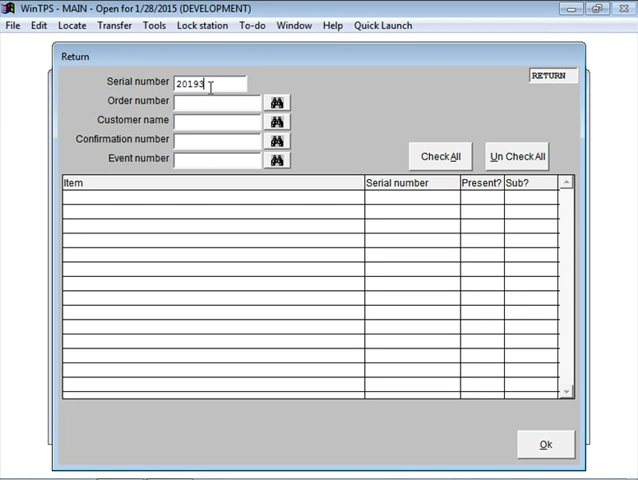 WinTPS - MAIN - Open for 1/28/2015 (DEVELOPMENT)
File Edit Locate Transfer Tools Lock station To-do Window Help Quick Launch
Return
Serial number 20193
RETURN
Order number
Customer name
Confirmation number
Event number
Check All Un Check All
Item Serial number Present? Sub?
Ok